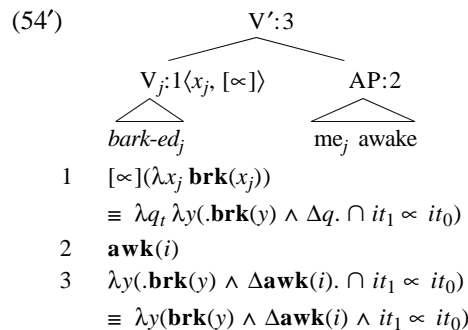 (54′) V′:3
V_j:1⟨x_j, [∝]⟩ AP:2
bark-ed_j me_j awake
1 [∝](λx_j brk(x_j))
≡ λq_t λy(.brk(y) ∧ Δq. ∩ it_1 ∝ it_0)
2 awk(i)
3 λy(.brk(y) ∧ Δawk(i). ∩ it_1 ∝ it_0)
≡ λy(brk(y) ∧ Δawk(i) ∧ it_1 ∝ it_0)